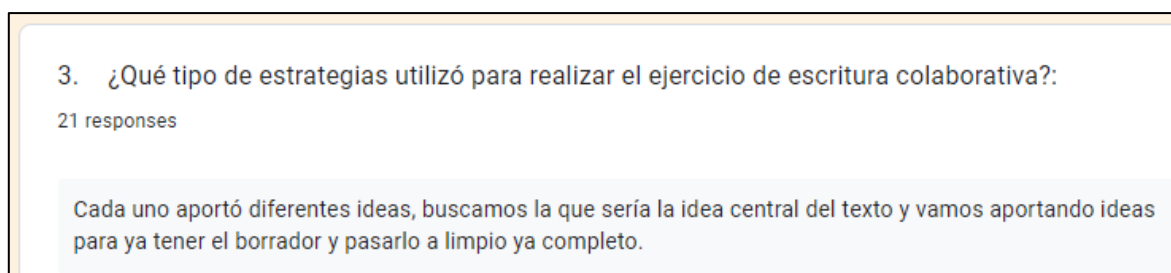 3. ¿Qué tipo de estrategias utilizó para realizar el ejercicio de escritura colaborativa?:
21 responses
Cada uno aportó diferentes ideas, buscamos la que sería la idea central del texto y vamos aportando ideas
para ya tener el borrador y pasarlo a limpio ya completo.